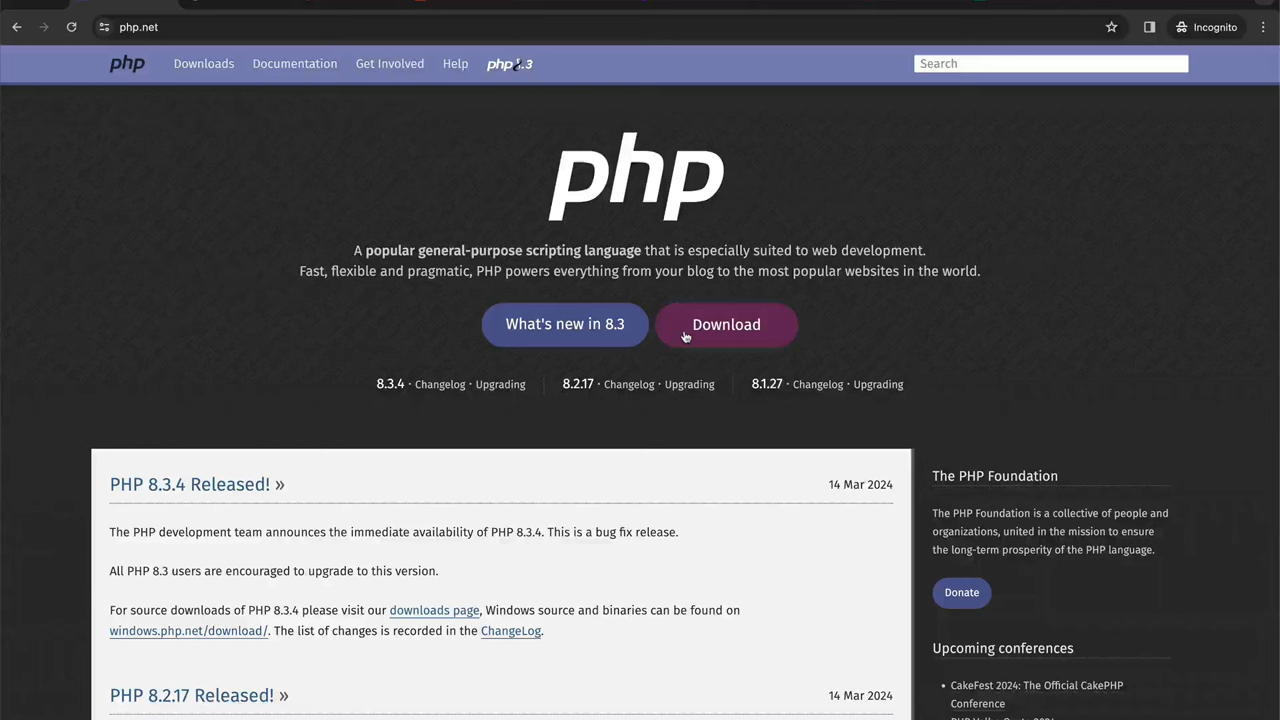 php.net
Incognito
php
Downloads
Documentation
Get Involved
Help
php8.3
Search
php
A popular general-purpose scripting language that is especially suited to web development.
Fast, flexible and pragmatic, PHP powers everything from your blog to the most popular websites in the world.
What's new in 8.3
Download
8.3.4 · Changelog · Upgrading
8.2.17 · Changelog · Upgrading
8.1.27 · Changelog · Upgrading
PHP 8.3.4 Released! »
14 Mar 2024
The PHP development team announces the immediate availability of PHP 8.3.4. This is a bug fix release.
All PHP 8.3 users are encouraged to upgrade to this version.
For source downloads of PHP 8.3.4 please visit our downloads page, Windows source and binaries can be found on
windows.php.net/download/. The list of changes is recorded in the ChangeLog.
PHP 8.2.17 Released! »
14 Mar 2024
The PHP Foundation
The PHP Foundation is a collective of people and
organizations, united in the mission to ensure
the long-term prosperity of the PHP language.
Donate
Upcoming conferences
• CakeFest 2024: The Official CakePHP
Conference